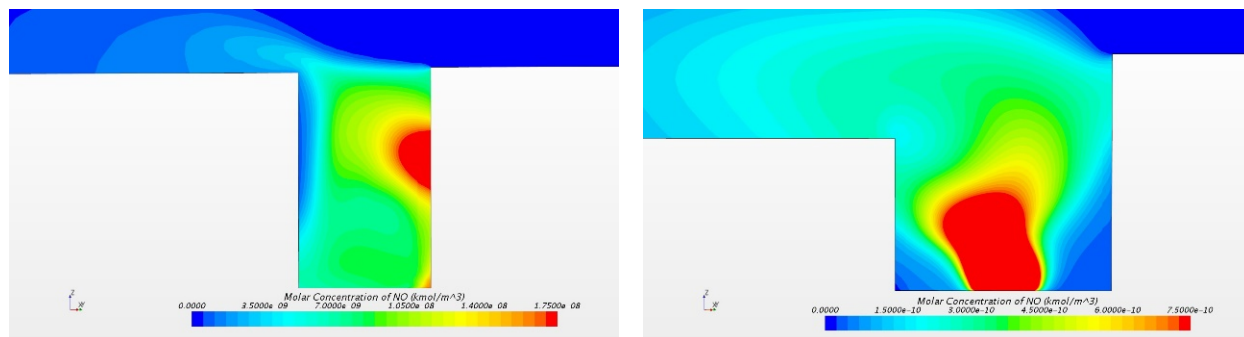 Molar Concentration of NO (kmol/m^3)
0.0000 3.5000e 09 7.0000e 09 1.0500e 08 1.4000e 08 1.7500e 08
Z
Molar Concentration of NO (kmol/m^3)
0.0000 1.5000e-10 3.0000e-10 4.5000e-10 6.0000e-10 7.5000e-10
Z